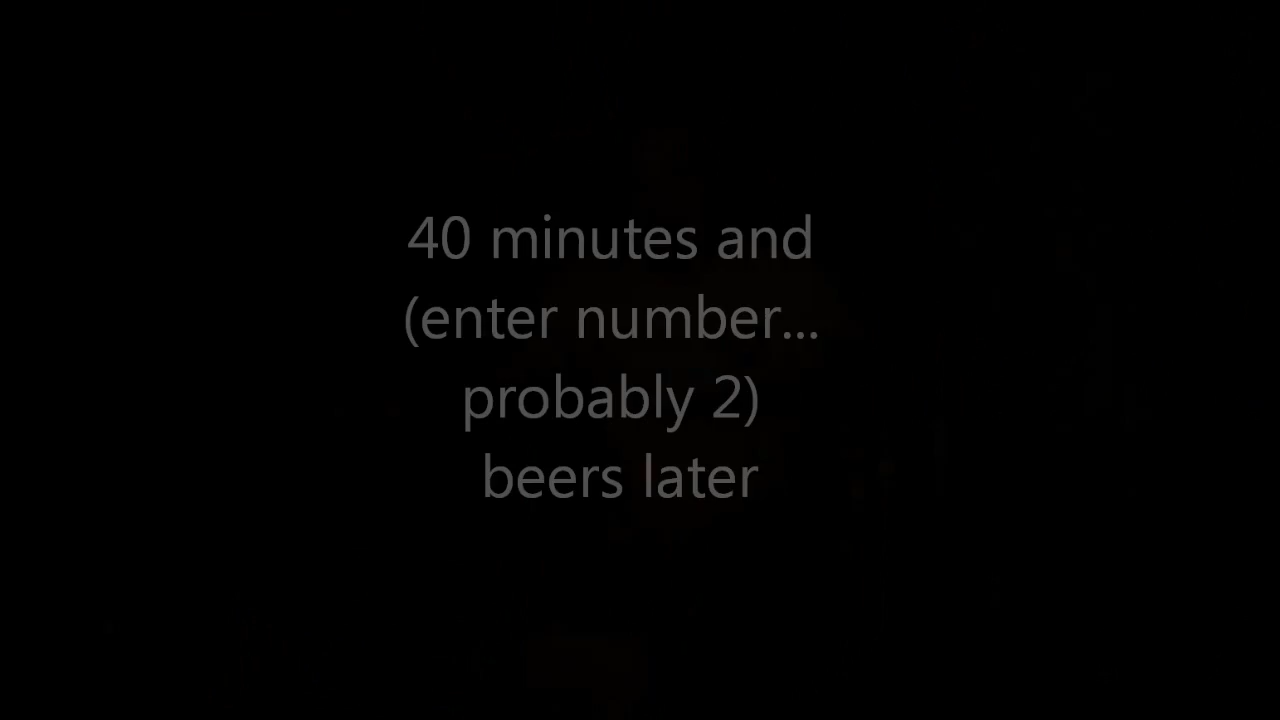 40 minutes and
(enter number...
probably 2)
beers later